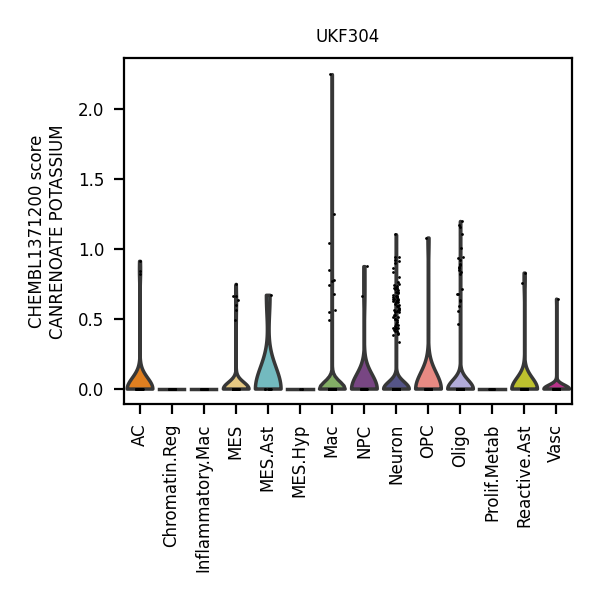 UKF304
CHEMBL1371200 score
CANRENOATE POTASSIUM
2.0
1.5
1.0
0.5
0.0
AC
Chromatin.Reg
Inflammatory.Mac
MES
MES.Ast
MES.Hyp
Mac
NPC
Neuron
OPC
Oligo
Prolif.Metab
Reactive.Ast
Vasc